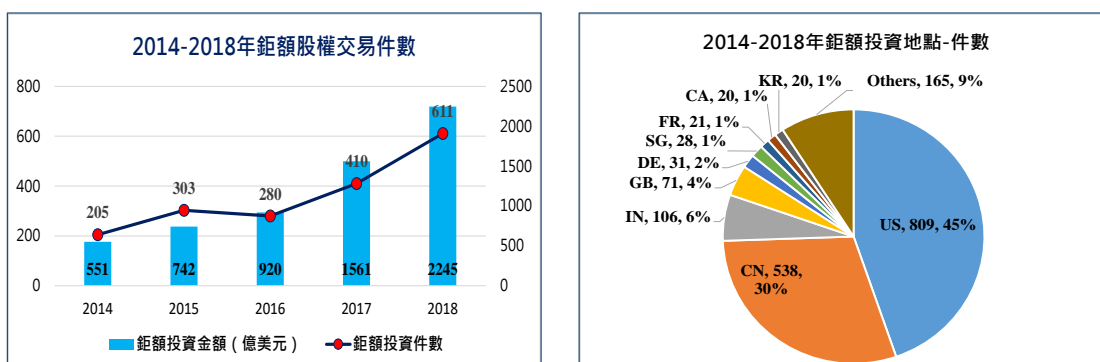 2014-2018年鉅額股權交易件數
800
600
400
200
0
2500
2000
1500
1000
500
0
205
303
280
410
611
551
742
920
1561
2245
2014
2015
2016
2017
2018
鉅額投資金額（億美元）
鉅額投資件數
2014-2018年鉅額投資地點-件數
KR, 20, 1%
Others, 165, 9%
CA, 20, 1%
FR, 21, 1%
SG, 28, 1%
DE, 31, 2%
GB, 71, 4%
IN, 106, 6%
US, 809, 45%
CN, 538,
30%